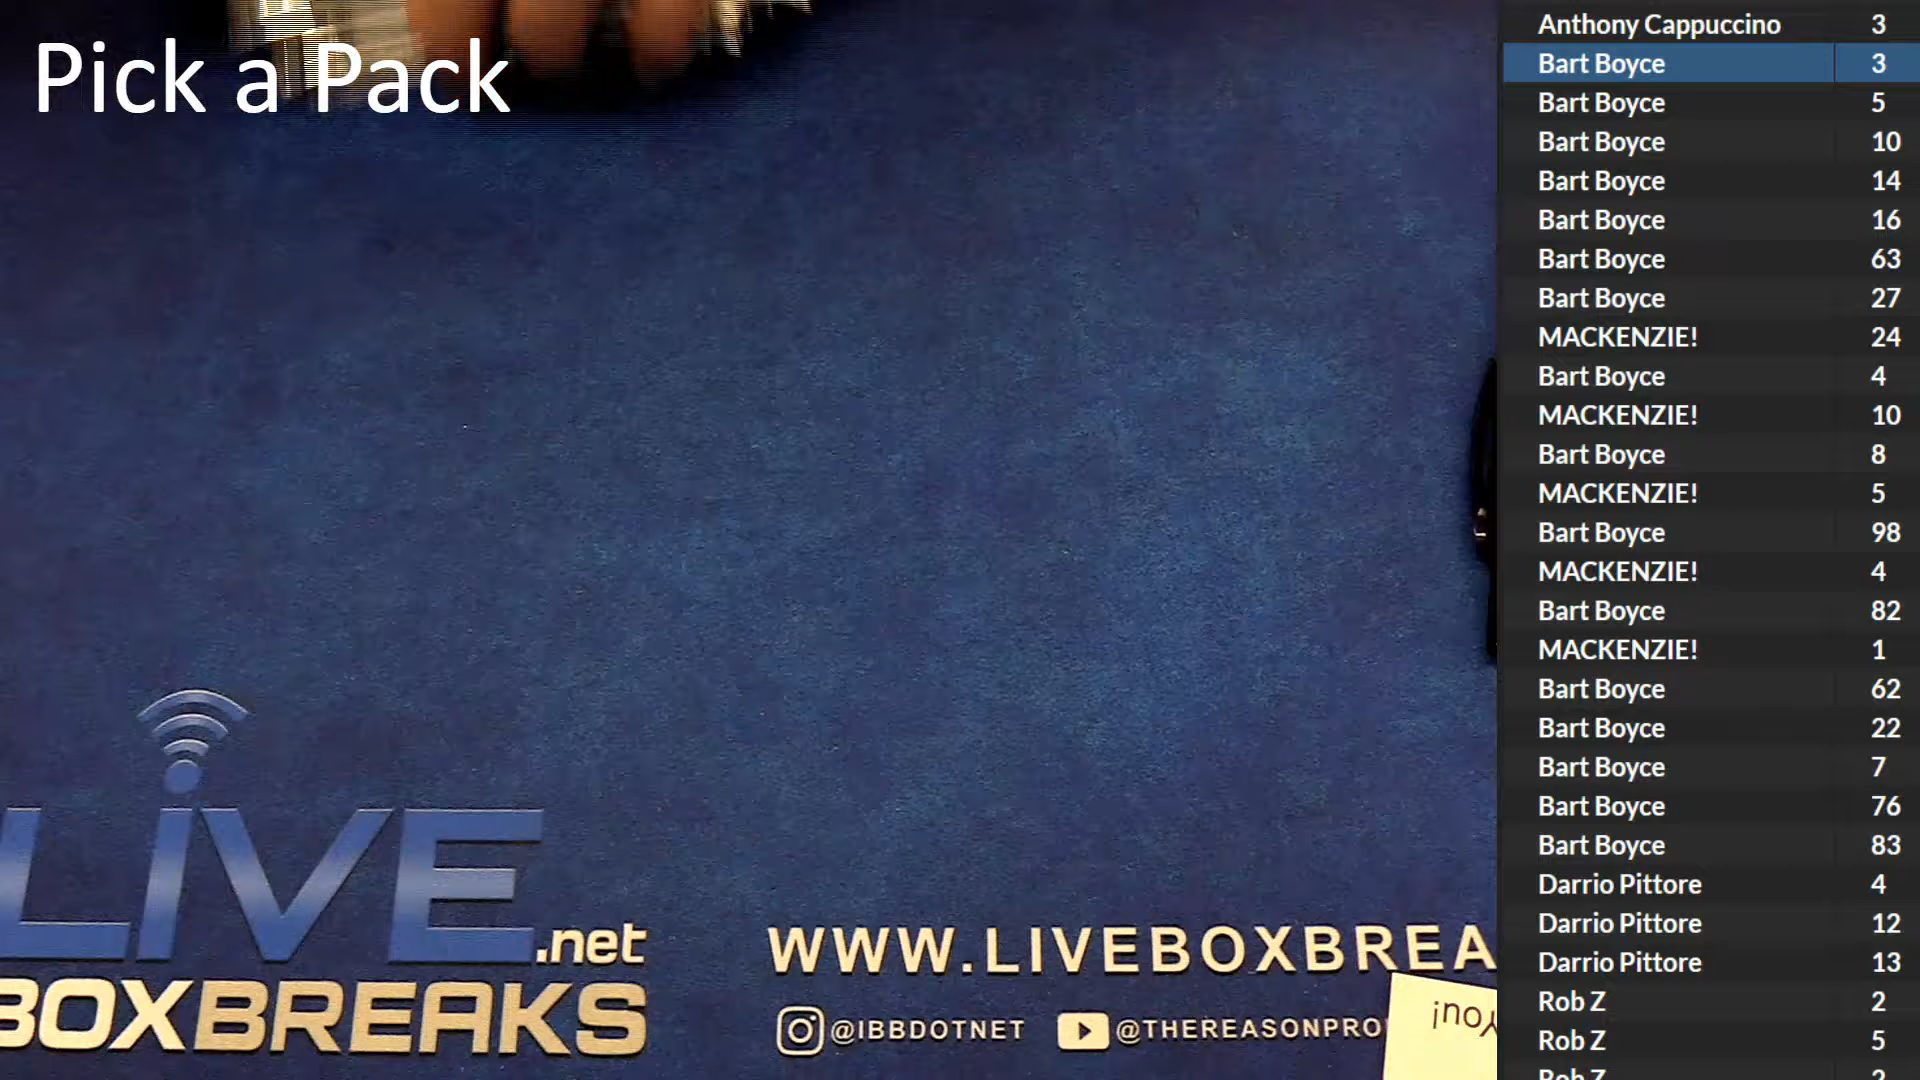 Pick a Pack
Anthony Cappuccino 3
Bart Boyce 3
Bart Boyce 5
Bart Boyce 10
Bart Boyce 14
Bart Boyce 16
Bart Boyce 63
Bart Boyce 27
MACKENZIE! 24
Bart Boyce 4
MACKENZIE! 10
Bart Boyce 8
MACKENZIE! 5
Bart Boyce 98
MACKENZIE! 4
Bart Boyce 82
MACKENZIE! 1
Bart Boyce 62
Bart Boyce 22
Bart Boyce 7
Bart Boyce 76
Bart Boyce 83
Darrio Pittore 4
Darrio Pittore 12
Darrio Pittore 13
Rob Z 2
Rob Z 5
Rob Z 2
LiVE.net
BOXBREAKS
WWW.LIVEBOXBREA
@IBBDOTNET @THEREASONPRO
You!